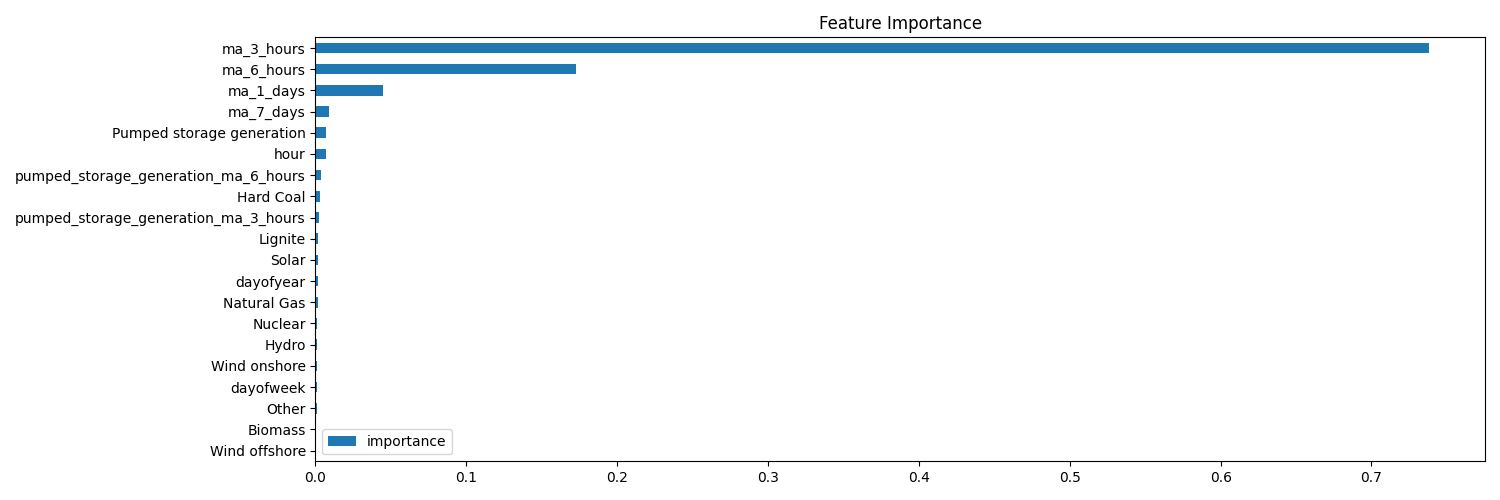 Feature Importance
ma_3_hours
ma_6_hours
ma_1_days
ma_7_days
Pumped storage generation
hour
pumped_storage_generation_ma_6_hours
Hard Coal
pumped_storage_generation_ma_3_hours
Lignite
Solar
dayofyear
Natural Gas
Nuclear
Hydro
Wind onshore
dayofweek
Other
Biomass
importance
Wind offshore
0.0 0.1 0.2 0.3 0.4 0.5 0.6 0.7